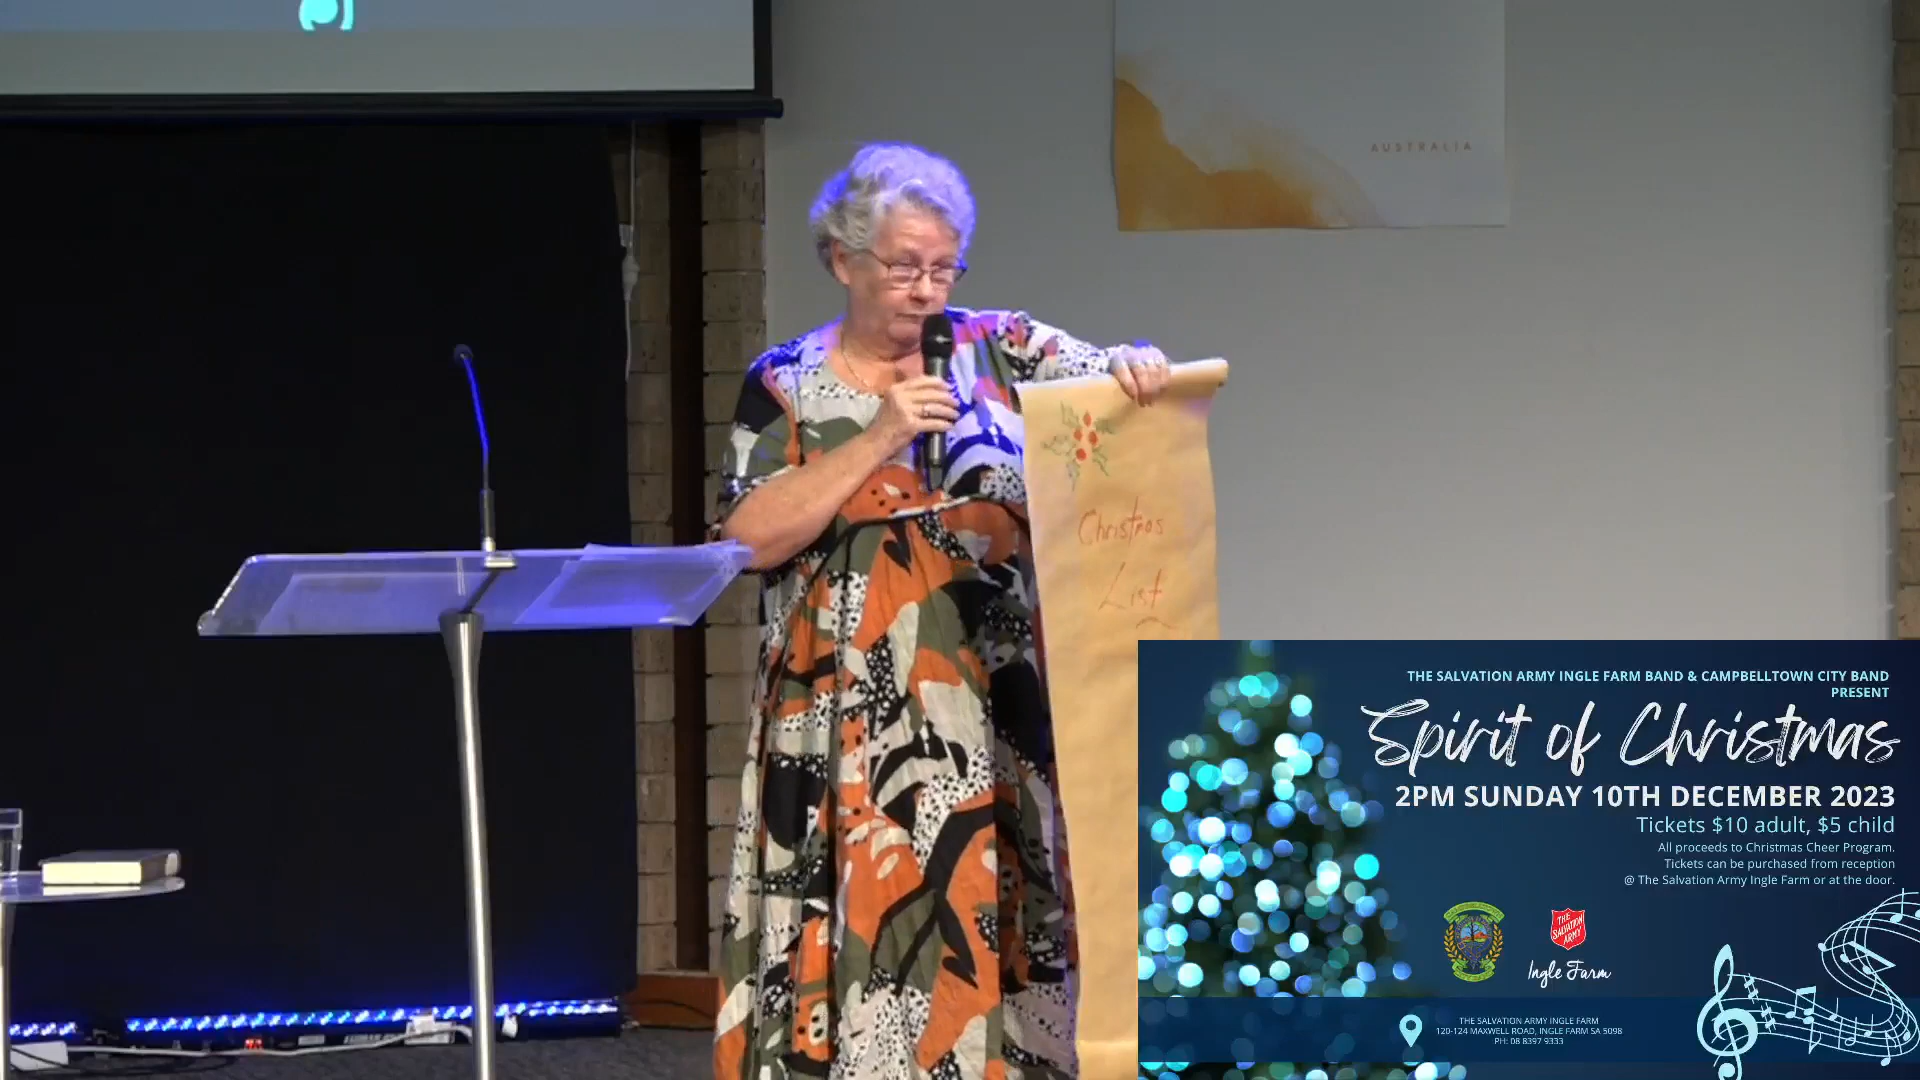 AUSTRALIA
Christmas
List
THE SALVATION ARMY INGLE FARM BAND & CAMPBELLTOWN CITY BAND
PRESENT
Spirit of Christmas
2PM SUNDAY 10TH DECEMBER 2023
Tickets $10 adult, $5 child
All proceeds to Christmas Cheer Program.
Tickets can be purchased from reception
@ The Salvation Army Ingle Farm or at the door.
THE
SALVATION
ARMY
Ingle Farm
THE SALVATION ARMY INGLE FARM
120-124 MAXWELL ROAD, INGLE FARM SA 5098
PH: 08 8397 9333